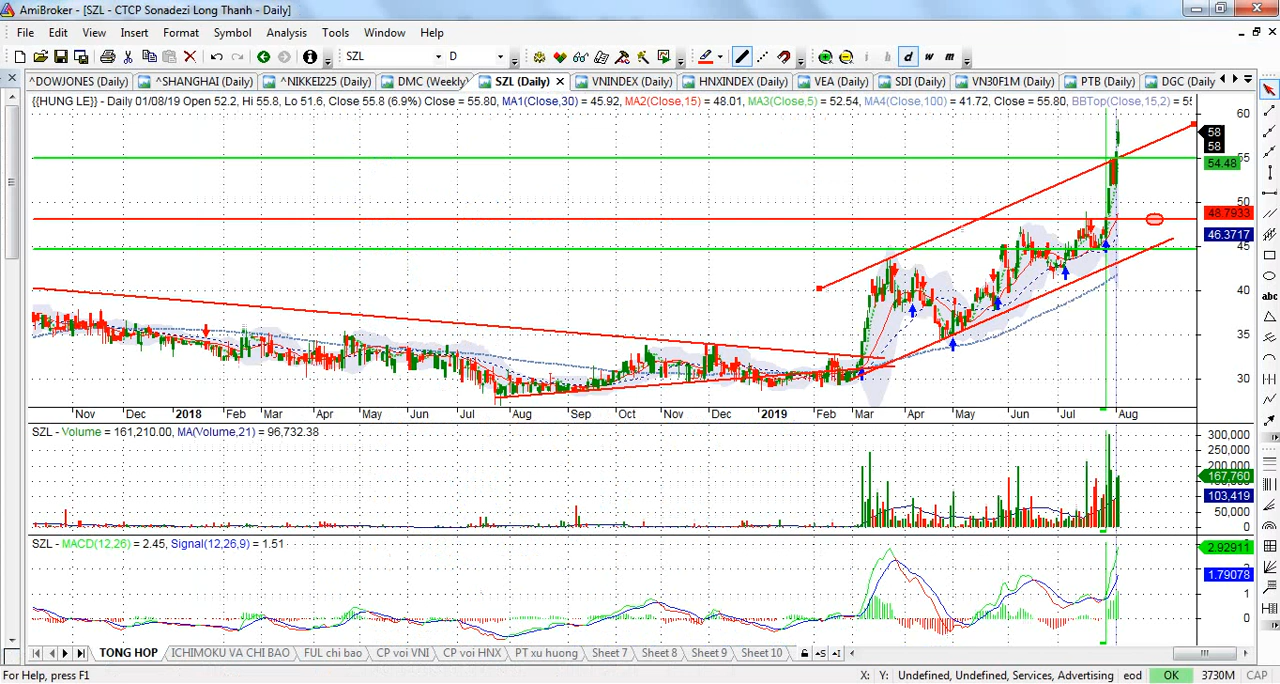 AmiBroker - [SZL - CTCP Sonadezi Long Thanh - Daily]
File Edit View Insert Format Symbol Analysis Tools Window Help
SZL D i h d w m
^DOWJONES (Daily) ^SHANGHAI (Daily) ^NIKKEI225 (Daily) DMC (Weekly SZL (Daily) VNINDEX (Daily) HNXINDEX (Daily) VEA (Daily) SDI (Daily) VN30F1M (Daily) PTB (Daily) DGC (Daily
{{HUNG LE}} - Daily 01/08/19 Open 52.2, Hi 55.8, Lo 51.6, Close 55.8 (6.9%) Close = 55.80, MA1(Close,30) = 45.92, MA2(Close,15) = 48.01, MA3(Close,5) = 52.54, MA4(Close,100) = 41.72, Close = 55.80, BBTop(Close,15,2) = 5
60
58
58
55
54.48
50
48.7933
46.3717
45
40
35
30
abc
Nov Dec 2018 Feb Mar Apr May Jun Jul Aug Sep Oct Nov Dec 2019 Feb Mar Apr May Jun Jul Aug
SZL - Volume = 161,210.00, MA(Volume,21) = 96,732.38
300,000
250,000
200,000
167,760
103,419
50,000
0
SZL - MACD(12,26) = 2.45, Signal(12,26,9) = 1.51
2.92911
2
1.79078
1
0
TONG HOP ICHIMOKU VA CHI BAO FUL chi bao CP voi VNI CP voi HNX PT xu huong Sheet 7 Sheet 8 Sheet 9 Sheet 10
For Help, press F1 X: Y: Undefined, Undefined, Services, Advertising eod OK 3730M CAP